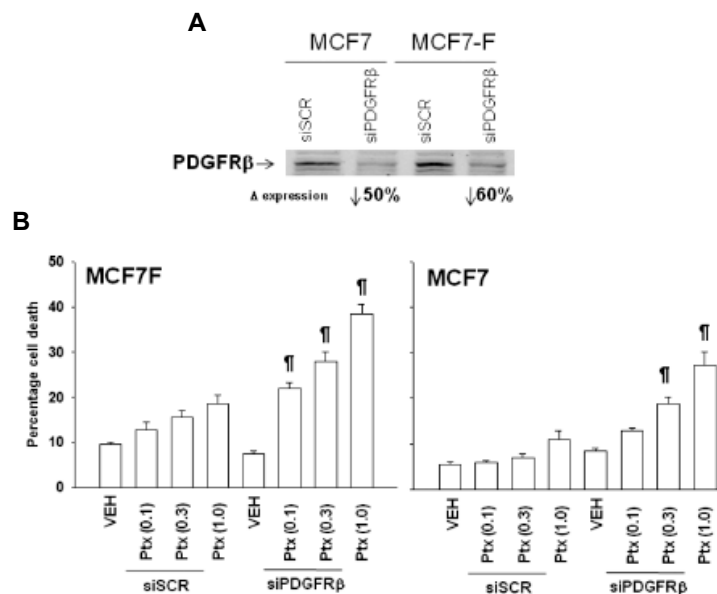 A
MCF7 MCF7-F
siSCR siPDGFRβ siSCR siPDGFRβ
PDGFRβ→
Δ expression ↓50% ↓60%
B
MCF7F
MCF7
Percentage cell death
50
40
30
20
10
0
¶ ¶ ¶
¶ ¶
VEH Ptx (0.1) Ptx (0.3) Ptx (1.0) VEH Ptx (0.1) Ptx (0.3) Ptx (1.0)
VEH Ptx (0.1) Ptx (0.3) Ptx (1.0) VEH Ptx (0.1) Ptx (0.3) Ptx (1.0)
siSCR siPDGFRβ
siSCR siPDGFRβ